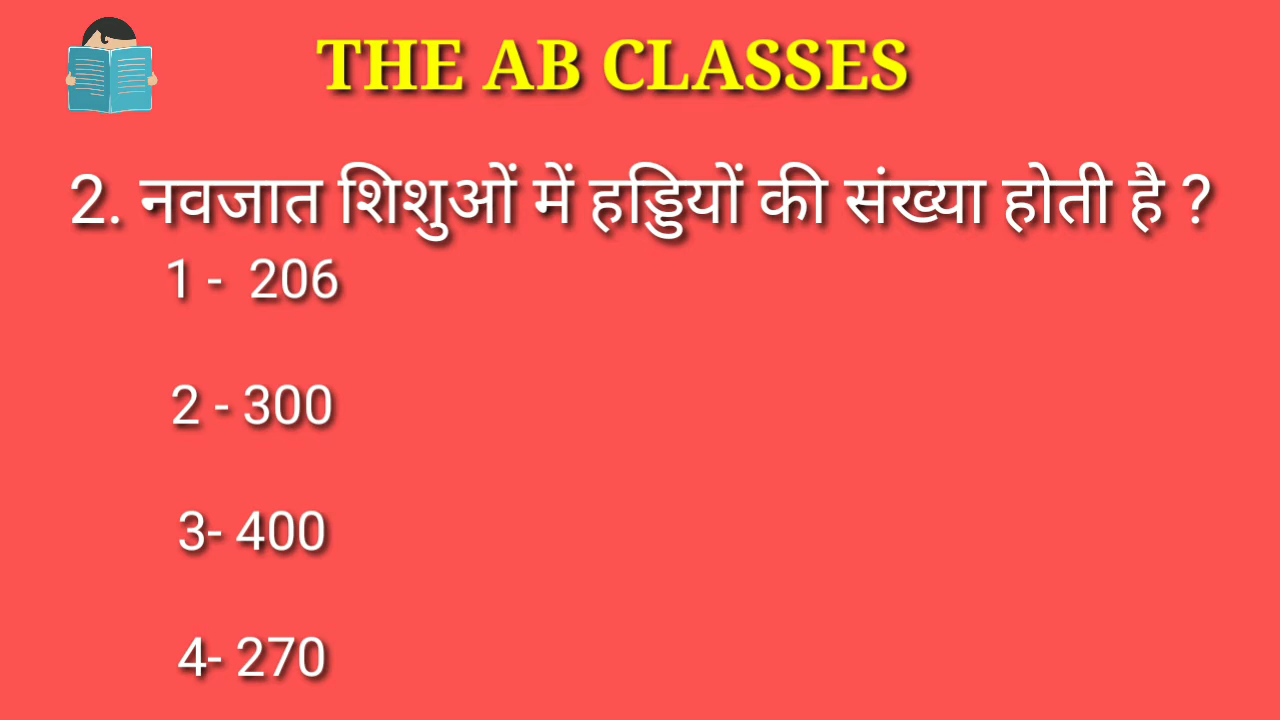 THE AB CLASSES
2. नवजात शिशुओं में हड्डियों की संख्या होती है ?
1 - 206
2 - 300
3- 400
4- 270